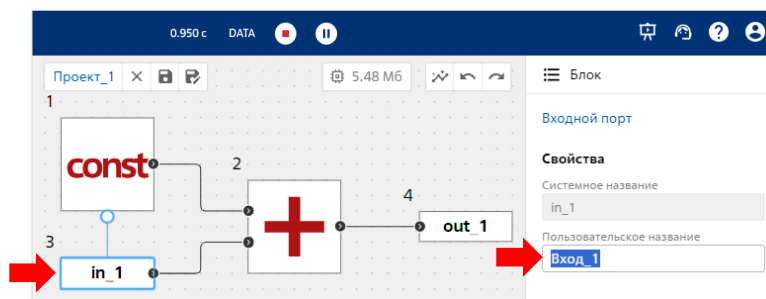 0.950 с DATA
Проект_1 5.48 Мб
Блок
1
Входной порт
const
Свойства
2
Системное название
4
in_1
out_1
3
Пользовательское название
in_1
Вход_1